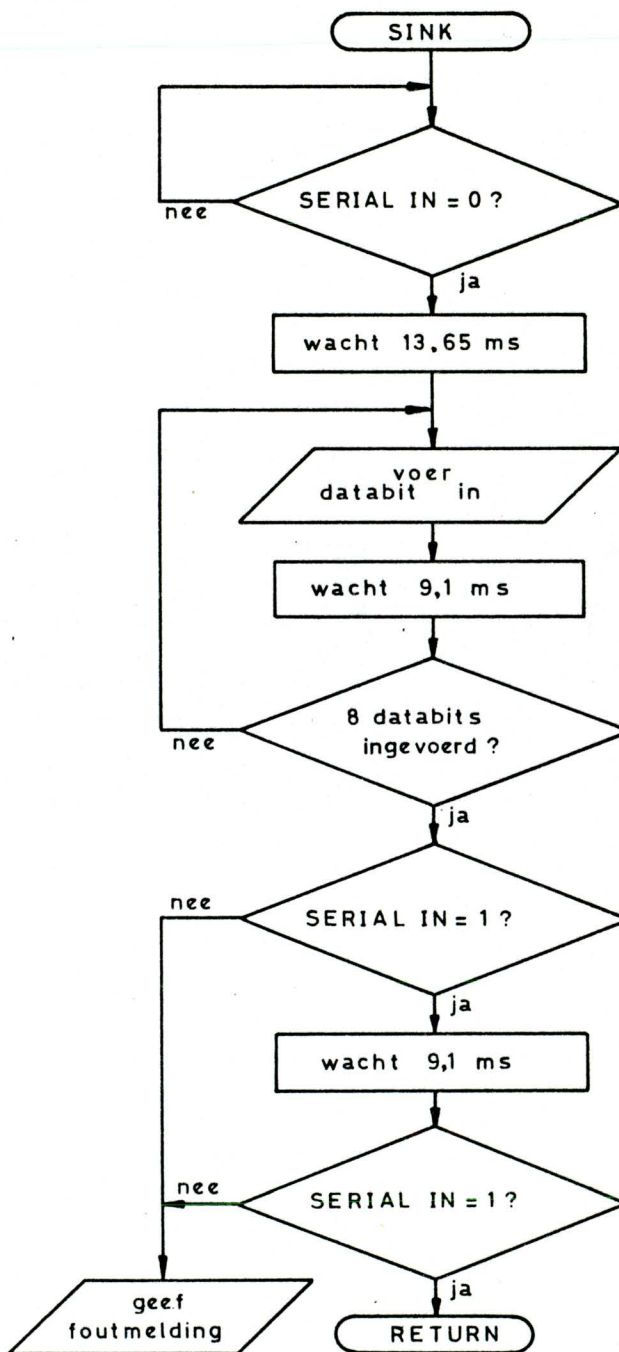 SINK
SERIAL IN = 0 ?
nee
ja
wacht 13,65 ms
voer
databit in
wacht 9,1 ms
8 databits
ingevoerd ?
nee
ja
nee
SERIAL IN = 1 ?
ja
wacht 9,1 ms
nee
SERIAL IN = 1 ?
ja
geef
foutmelding
RETURN